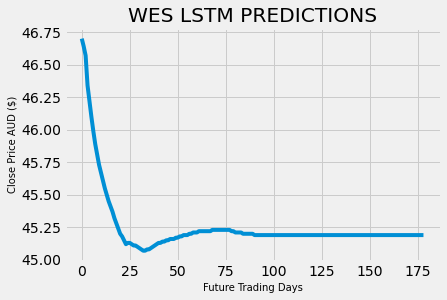 WES LSTM PREDICTIONS
46.75
46.50
46.25
46.00
45.75
45.50
45.25
45.00
Close Price AUD ($)
0 25 50 75 100 125 150 175
Future Trading Days